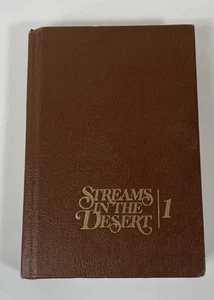 STREAMS
IN THE
DESERT 1